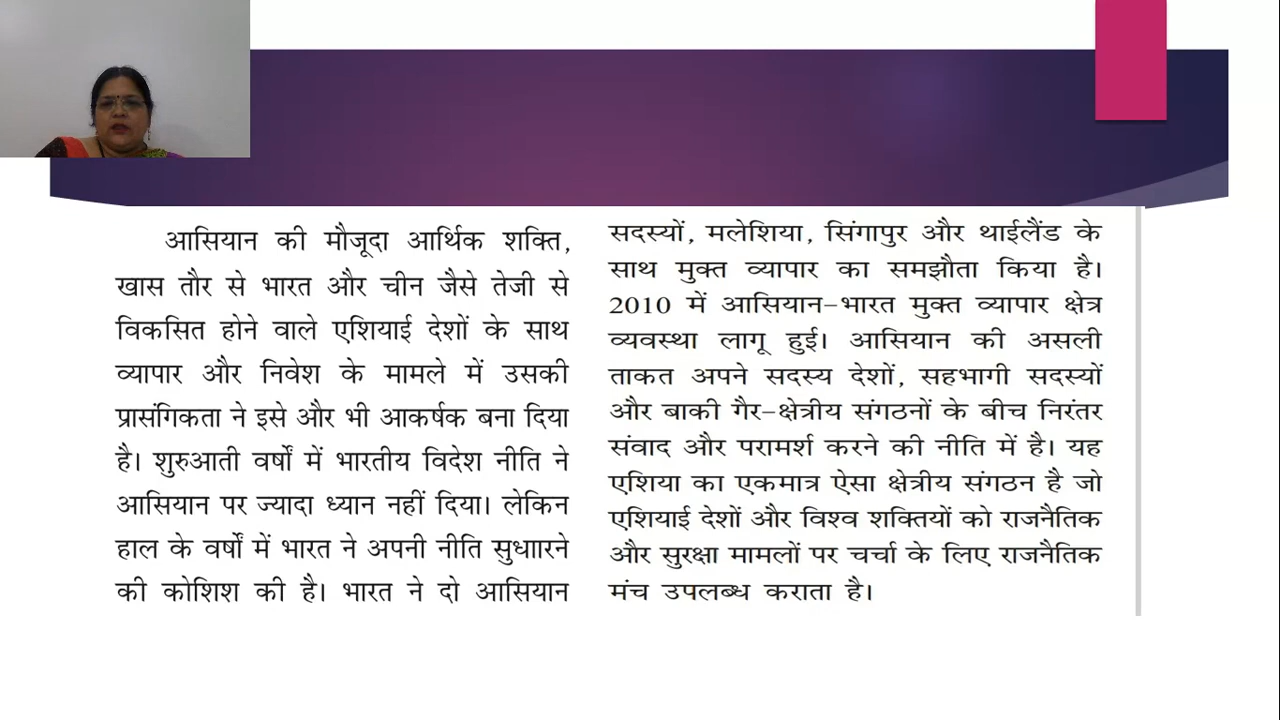 आसियान की मौजूदा आर्थिक शक्ति,
खास तौर से भारत और चीन जैसे तेजी से
विकसित होने वाले एशियाई देशों के साथ
व्यापार और निवेश के मामले में उसकी
प्रासंगिकता ने इसे और भी आकर्षक बना दिया
है। शुरुआती वर्षों में भारतीय विदेश नीति ने
आसियान पर ज्यादा ध्यान नहीं दिया। लेकिन
हाल के वर्षों में भारत ने अपनी नीति सुधाारने
की कोशिश की है। भारत ने दो आसियान
सदस्यों, मलेशिया, सिंगापुर और थाईलैंड के
साथ मुक्त व्यापार का समझौता किया है।
2010 में आसियान-भारत मुक्त व्यापार क्षेत्र
व्यवस्था लागू हुई। आसियान की असली
ताकत अपने सदस्य देशों, सहभागी सदस्यों
और बाकी गैर-क्षेत्रीय संगठनों के बीच निरंतर
संवाद और परामर्श करने की नीति में है। यह
एशिया का एकमात्र ऐसा क्षेत्रीय संगठन है जो
एशियाई देशों और विश्व शक्तियों को राजनैतिक
और सुरक्षा मामलों पर चर्चा के लिए राजनैतिक
मंच उपलब्ध कराता है।